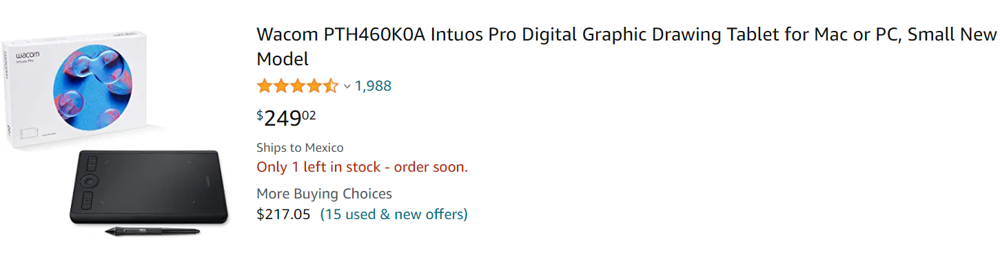 wacom
Intuos Pro
Wacom PTH460K0A Intuos Pro Digital Graphic Drawing Tablet for Mac or PC, Small New
Model
1,988
$24902
Ships to Mexico
Only 1 left in stock - order soon.
More Buying Choices
$217.05 (15 used & new offers)